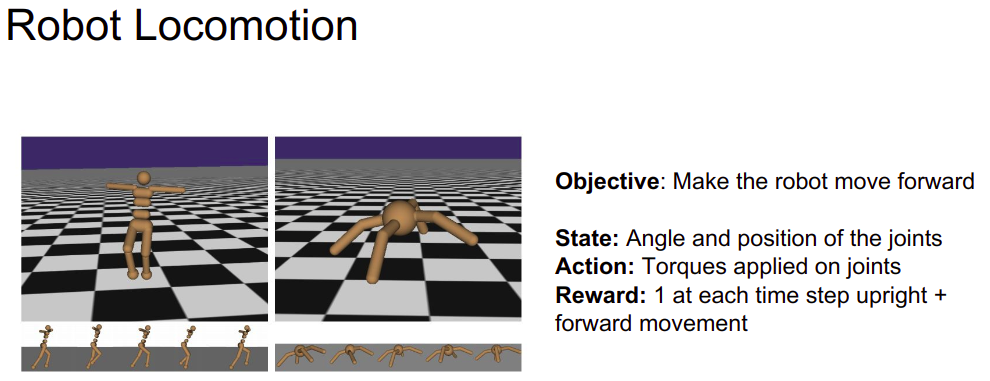 Robot Locomotion
Objective: Make the robot move forward
State: Angle and position of the joints
Action: Torques applied on joints
Reward: 1 at each time step upright +
forward movement